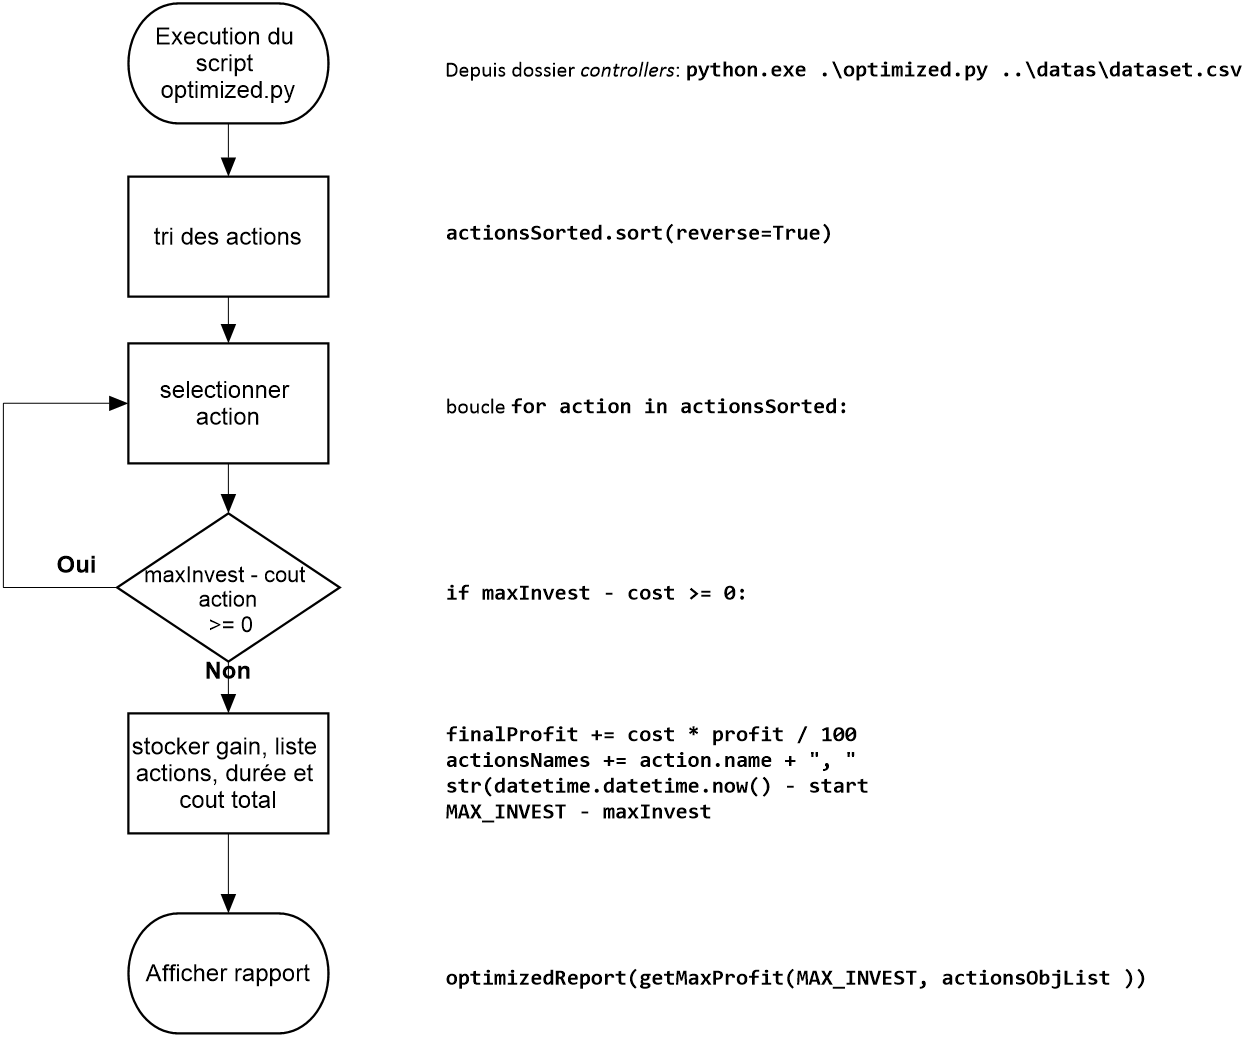 Execution du
script
optimized.py
Depuis dossier controllers: python.exe .\optimized.py ..\datas\dataset.csv
tri des actions
actionsSorted.sort(reverse=True)
selectionner
action
boucle for action in actionsSorted:
Oui
maxInvest - cout
action
>= 0
if maxInvest - cost >= 0:
Non
stocker gain, liste
actions, durée et
cout total
finalProfit += cost * profit / 100
actionsNames += action.name + ", "
str(datetime.datetime.now() - start
MAX_INVEST - maxInvest
Afficher rapport
optimizedReport(getMaxProfit(MAX_INVEST, actionsObjList ))